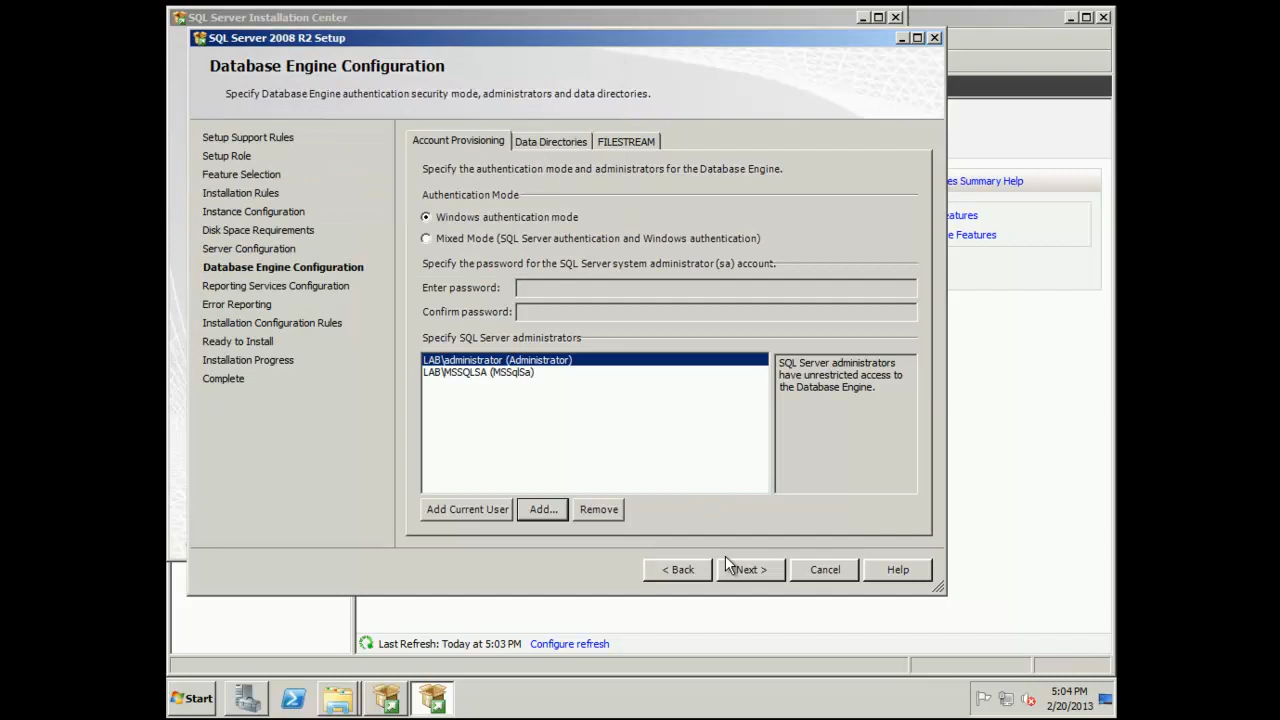 SQL Server Installation Center
SQL Server 2008 R2 Setup
Database Engine Configuration
Specify Database Engine authentication security mode, administrators and data directories.
Setup Support Rules
Setup Role
Feature Selection
Installation Rules
Instance Configuration
Disk Space Requirements
Server Configuration
Database Engine Configuration
Reporting Services Configuration
Error Reporting
Installation Configuration Rules
Ready to Install
Installation Progress
Complete
Account Provisioning
Data Directories
FILESTREAM
Specify the authentication mode and administrators for the Database Engine.
Authentication Mode
Windows authentication mode
Mixed Mode (SQL Server authentication and Windows authentication)
Specify the password for the SQL Server system administrator (sa) account.
Enter password:
Confirm password:
Specify SQL Server administrators
LAB\administrator (Administrator)
LAB\MSSQLSA (MSSqlSa)
SQL Server administrators
have unrestricted access to
the Database Engine.
Add Current User
Add...
Remove
< Back
Next >
Cancel
Help
es Summary Help
eatures
e Features
Last Refresh: Today at 5:03 PM
Configure refresh
Start
5:04 PM
2/20/2013